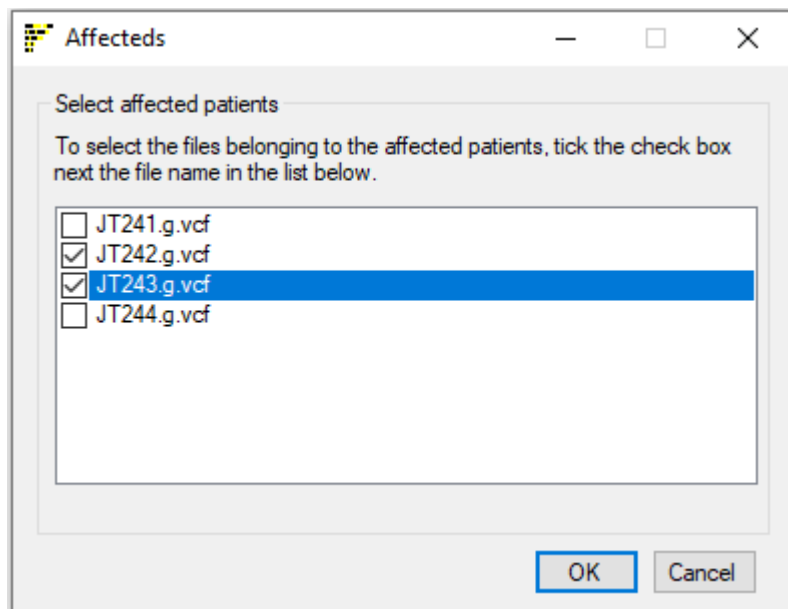 Affecteds
Select affected patients
To select the files belonging to the affected patients, tick the check box
next the file name in the list below.
JT241.g.vcf
JT242.g.vcf
JT243.g.vcf
JT244.g.vcf
OK Cancel